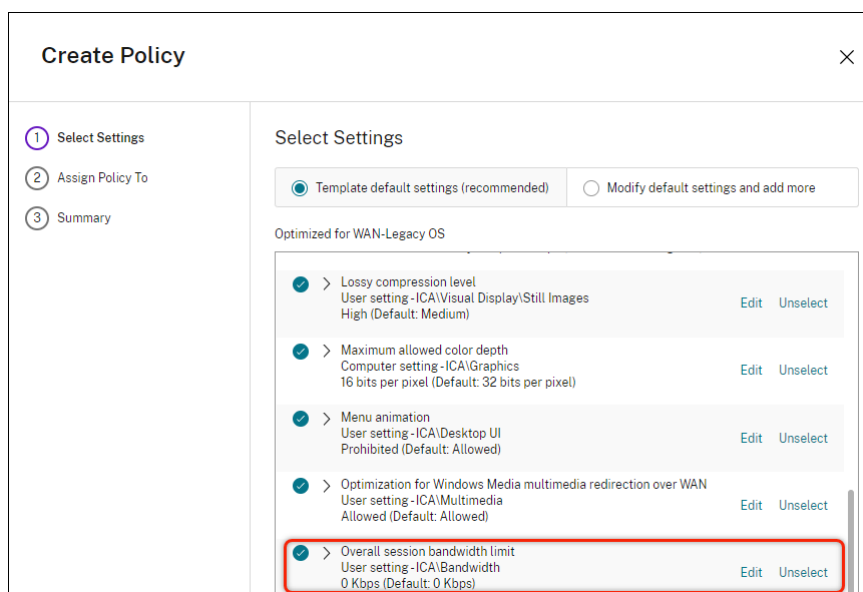 Create Policy
1 Select Settings
2 Assign Policy To
3 Summary
Select Settings
Template default settings (recommended)
Modify default settings and add more
Optimized for WAN-Legacy OS
Lossy compression level
User setting - ICA\Visual Display\Still Images
High (Default: Medium)
Edit Unselect
Maximum allowed color depth
Computer setting - ICA\Graphics
16 bits per pixel (Default: 32 bits per pixel)
Edit Unselect
Menu animation
User setting - ICA\Desktop UI
Prohibited (Default: Allowed)
Edit Unselect
Optimization for Windows Media multimedia redirection over WAN
User setting - ICA\Multimedia
Allowed (Default: Allowed)
Edit Unselect
Overall session bandwidth limit
User setting - ICA\Bandwidth
0 Kbps (Default: 0 Kbps)
Edit Unselect